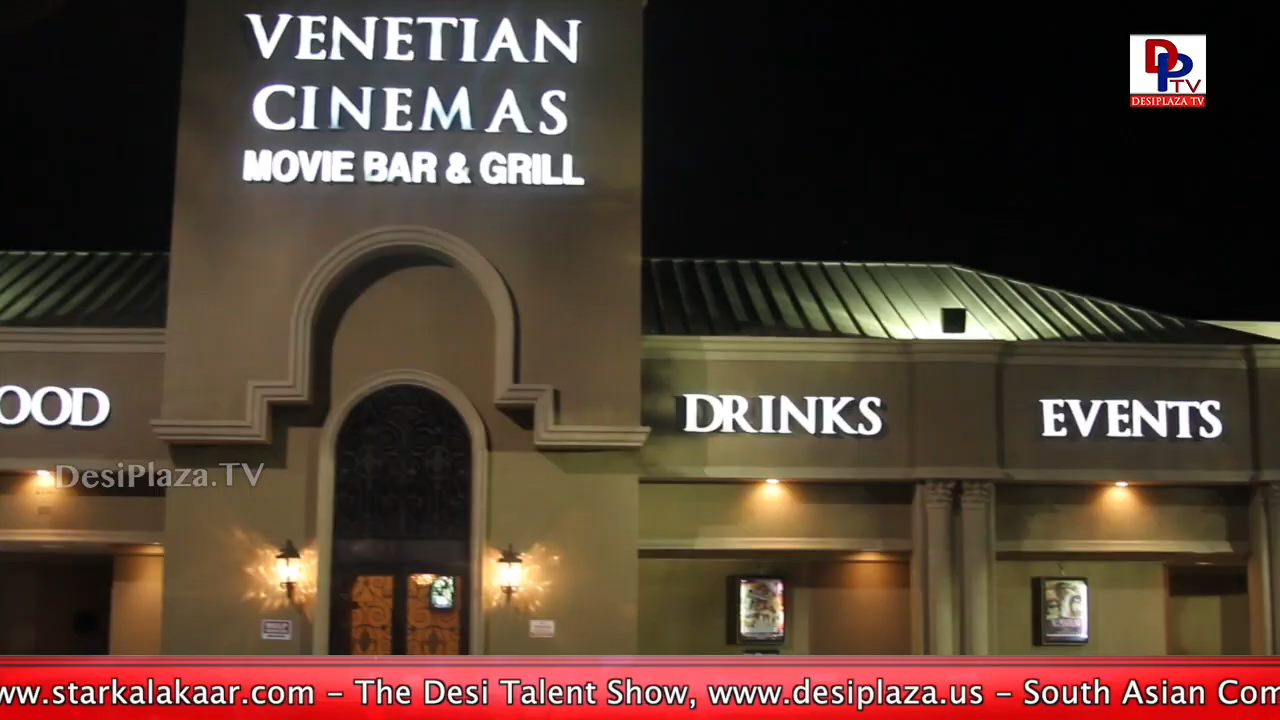 VENETIAN
CINEMAS
MOVIE BAR & GRILL
DPTV
DESIPLAZA TV
OOD
DRINKS
EVENTS
DesiPlaza.TV
ww.starkalakaar.com – The Desi Talent Show, www.desiplaza.us – South Asian Com